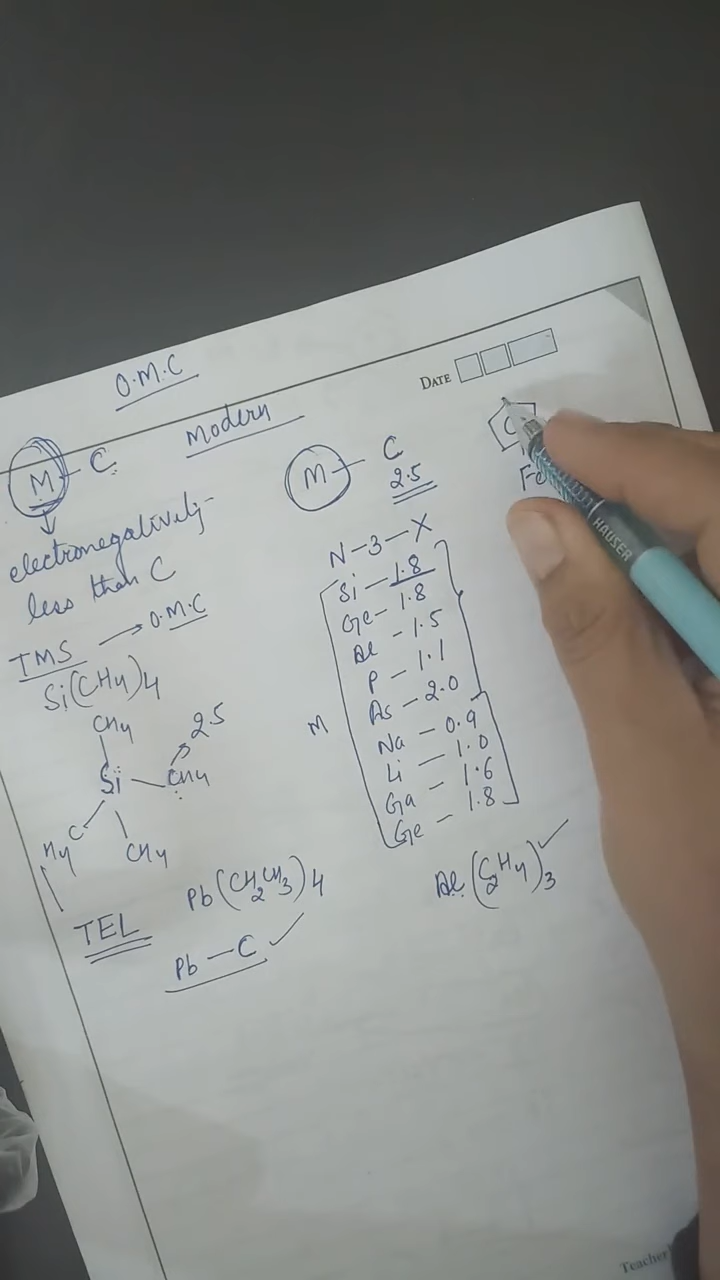 O.M.C
DATE
Modern
M - C
electronegatively-
less than C
TMS → O.M.C
Si(CH4)4
CH4
2.5
Si — CH4
H4C
CH4
TEL
Pb(CH2CH3)4
Pb — C ✓
M - C
2.5
N - 3 - X
Si - 1.8
Ge - 1.8
Al - 1.5
P - 1.1
As - 2.0
Na - 0.9
Li - 1.0
Ga - 1.6
Ge - 1.8
M
Al(C2H4)3 ✓
Fe
HAUSER
Teacher